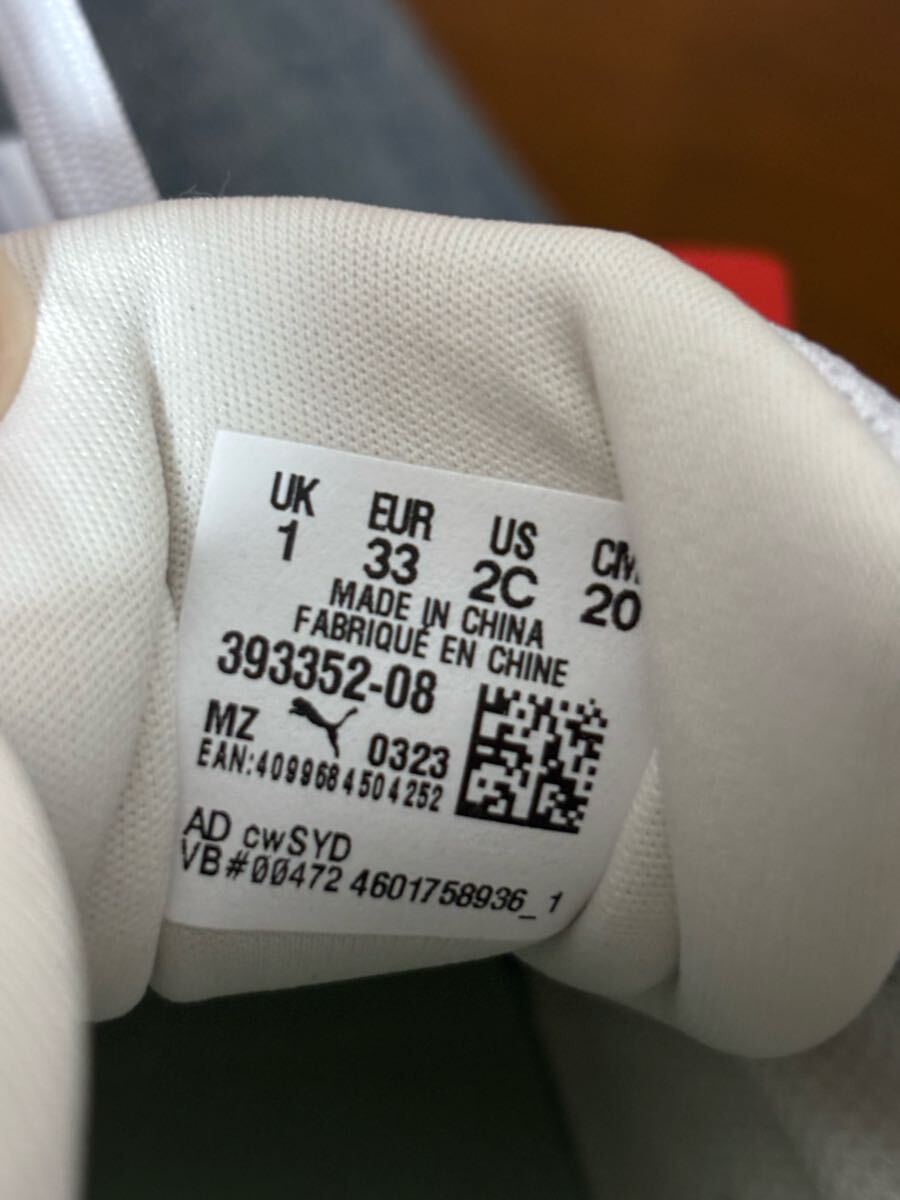 UK EUR US CM
1 33 2C 20
MADE IN CHINA
FABRIQUÉ EN CHINE
393352-08
MZ 0323
EAN:4099684504252
AD cwSYD
VB#00472 4601758936_1